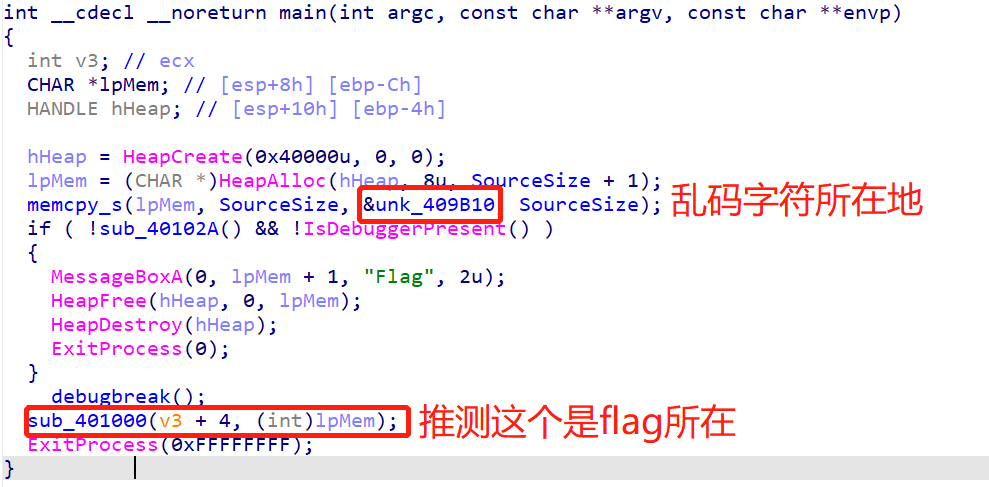 int __cdecl __noreturn main(int argc, const char **argv, const char **envp)
{
int v3; // ecx
CHAR *lpMem; // [esp+8h] [ebp-Ch]
HANDLE hHeap; // [esp+10h] [ebp-4h]
hHeap = HeapCreate(0x40000u, 0, 0);
lpMem = (CHAR *)HeapAlloc(hHeap, 8u, SourceSize + 1);
memcpy_s(lpMem, SourceSize, &unk_409B10, SourceSize); 乱码字符所在地
if ( !sub_40102A() && !IsDebuggerPresent() )
{
MessageBoxA(0, lpMem + 1, "Flag", 2u);
HeapFree(hHeap, 0, lpMem);
HeapDestroy(hHeap);
ExitProcess(0);
}
debugbreak();
sub_401000(v3 + 4, (int)lpMem); 推测这个是flag所在
ExitProcess(0xFFFFFFFF);
}